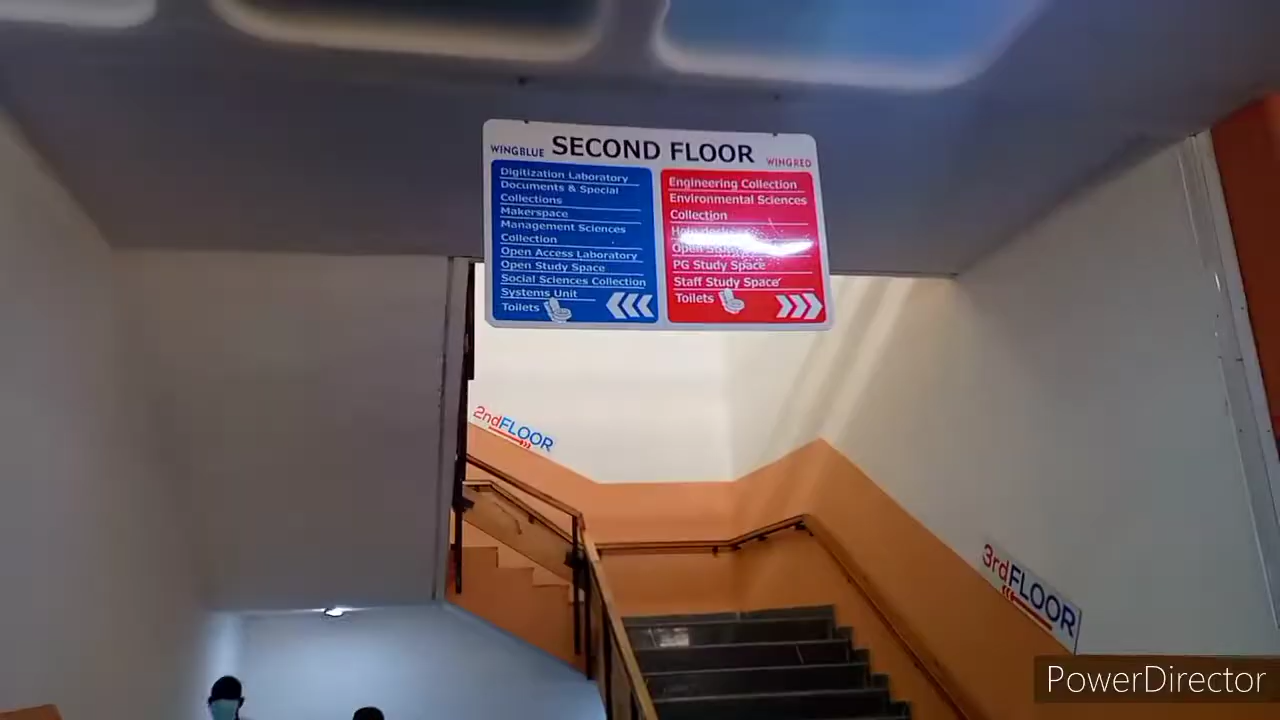 SECOND FLOOR
WINGBLUE
WINGRED
Digitization Laboratory
Documents & Special
Collections
Makerspace
Management Sciences
Collection
Open Access Laboratory
Open Study Space
Social Sciences Collection
Systems Unit
Toilets
Engineering Collection
Environmental Sciences
Collection
Open
PG Study Space
Staff Study Space
Toilets
2ndFLOOR
3rdFLOOR
PowerDirector